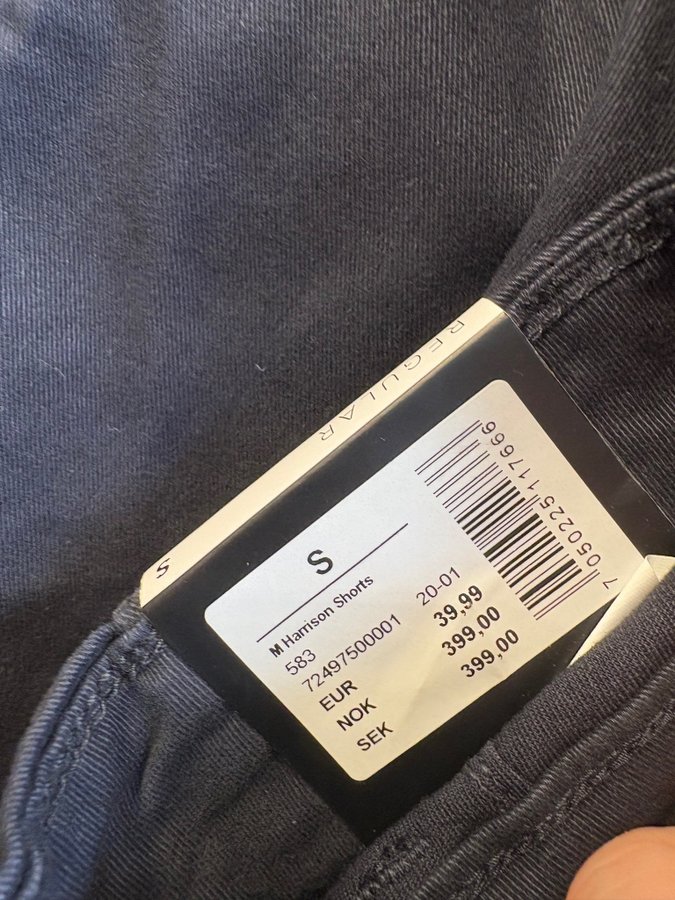 REGULAR
S
S
M Harrison Shorts
583
72497500001 20-01
EUR 39,99
NOK 399,00
SEK 399,00
7 050225 117666